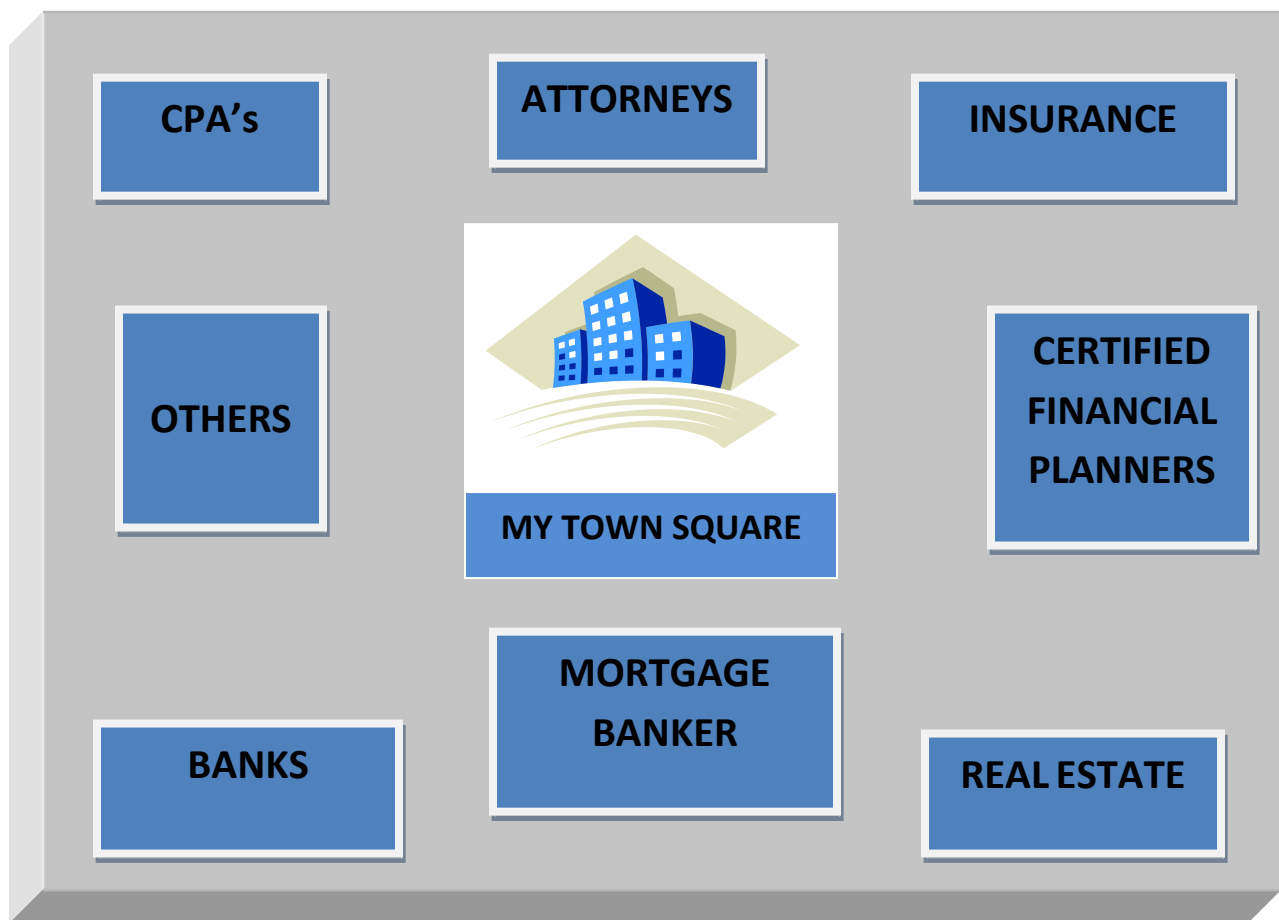 CPA’s
ATTORNEYS
INSURANCE
OTHERS
MY TOWN SQUARE
CERTIFIED
FINANCIAL
PLANNERS
BANKS
MORTGAGE
BANKER
REAL ESTATE